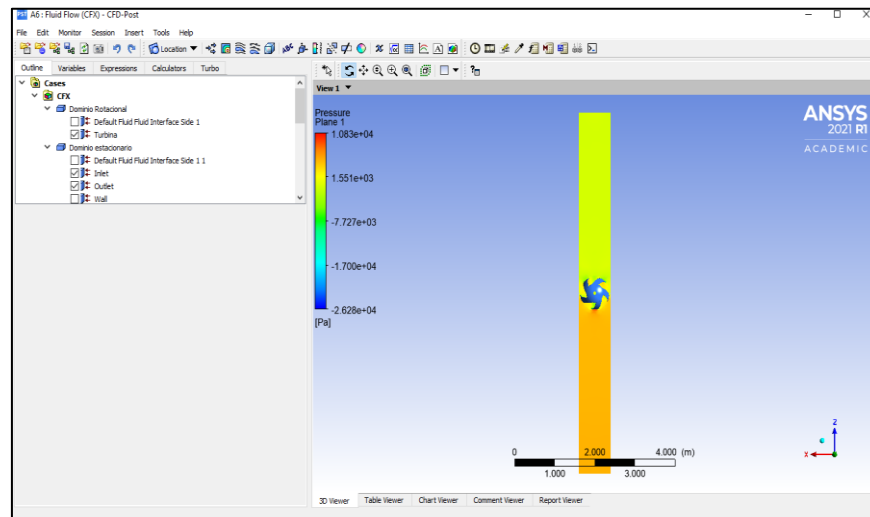 A6 : Fluid Flow (CFX) - CFD-Post
File Edit Monitor Session Insert Tools Help
Location
Outline Variables Expressions Calculators Turbo
Cases
CFX
Dominio Rotacional
Default Fluid Fluid Interface Side 1
Turbina
Dominio estacionario
Default Fluid Fluid Interface Side 1 1
Inlet
Outlet
Wall
View 1
Pressure
Plane 1
1.083e+04
1.551e+03
-7.727e+03
-1.700e+04
-2.628e+04
[Pa]
ANSYS
2021 R1
ACADEMIC
0 2.000 4.000 (m)
1.000 3.000
Z
X
3D Viewer Table Viewer Chart Viewer Comment Viewer Report Viewer